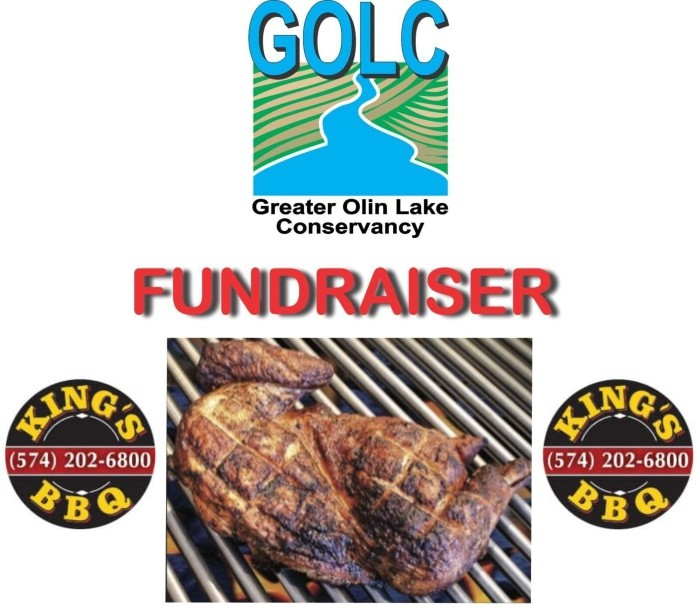 GOLC
Greater Olin Lake
Conservancy
FUNDRAISER
KING'S
(574) 202-6800
BBQ
KING'S
(574) 202-6800
BBQ